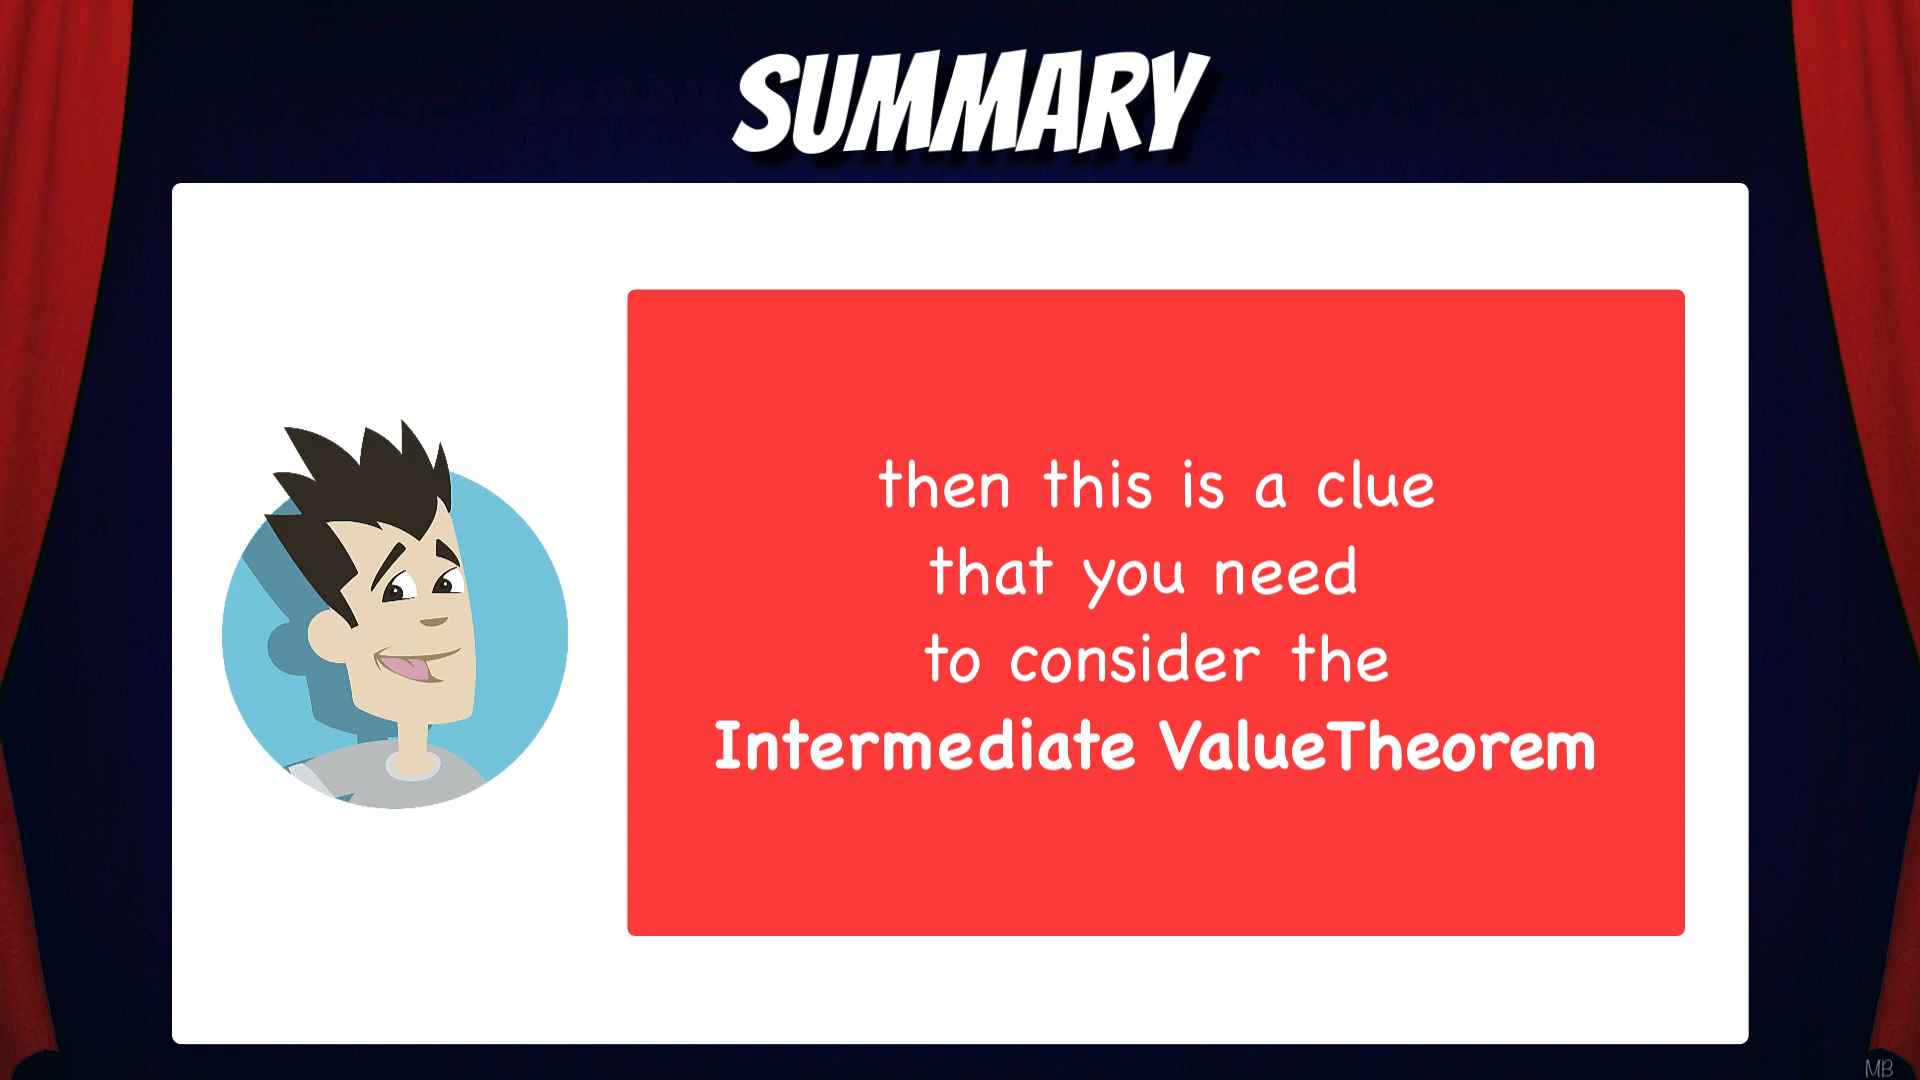 SUMMARY
then this is a clue
that you need
to consider the
Intermediate ValueTheorem
MB